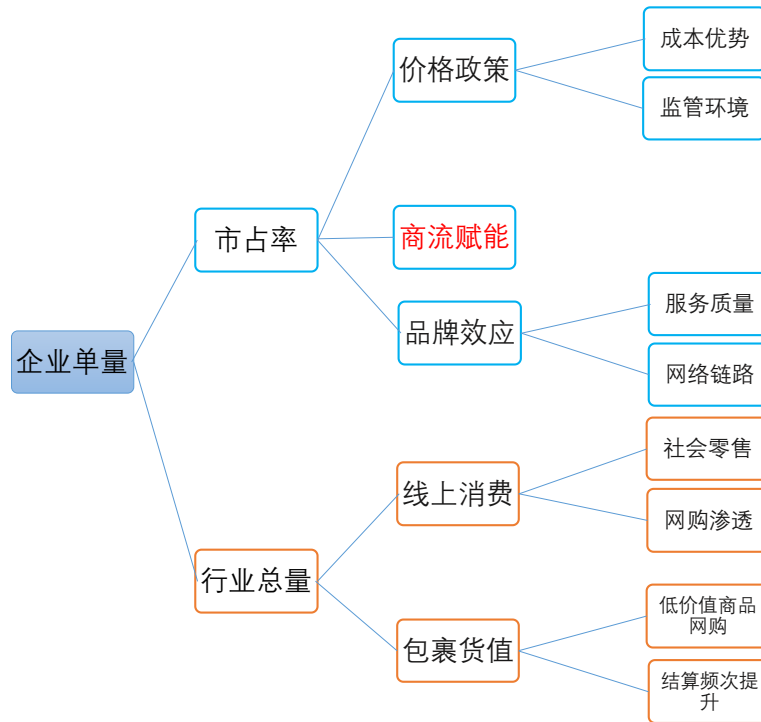 成本优势
价格政策
监管环境
市占率
商流赋能
服务质量
品牌效应
网络链路
企业单量
社会零售
线上消费
网购渗透
行业总量
低价值商品
网购
包裹货值
结算频次提
升